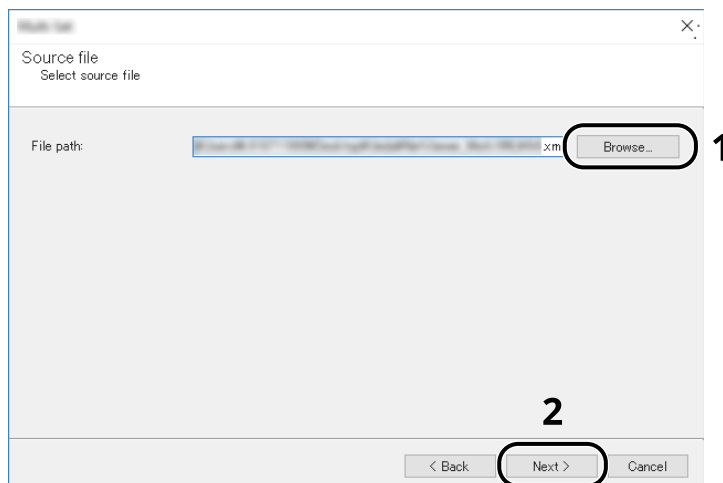 Source file
Select source file
File path:
.xm
Browse...
1
2
< Back
Next >
Cancel